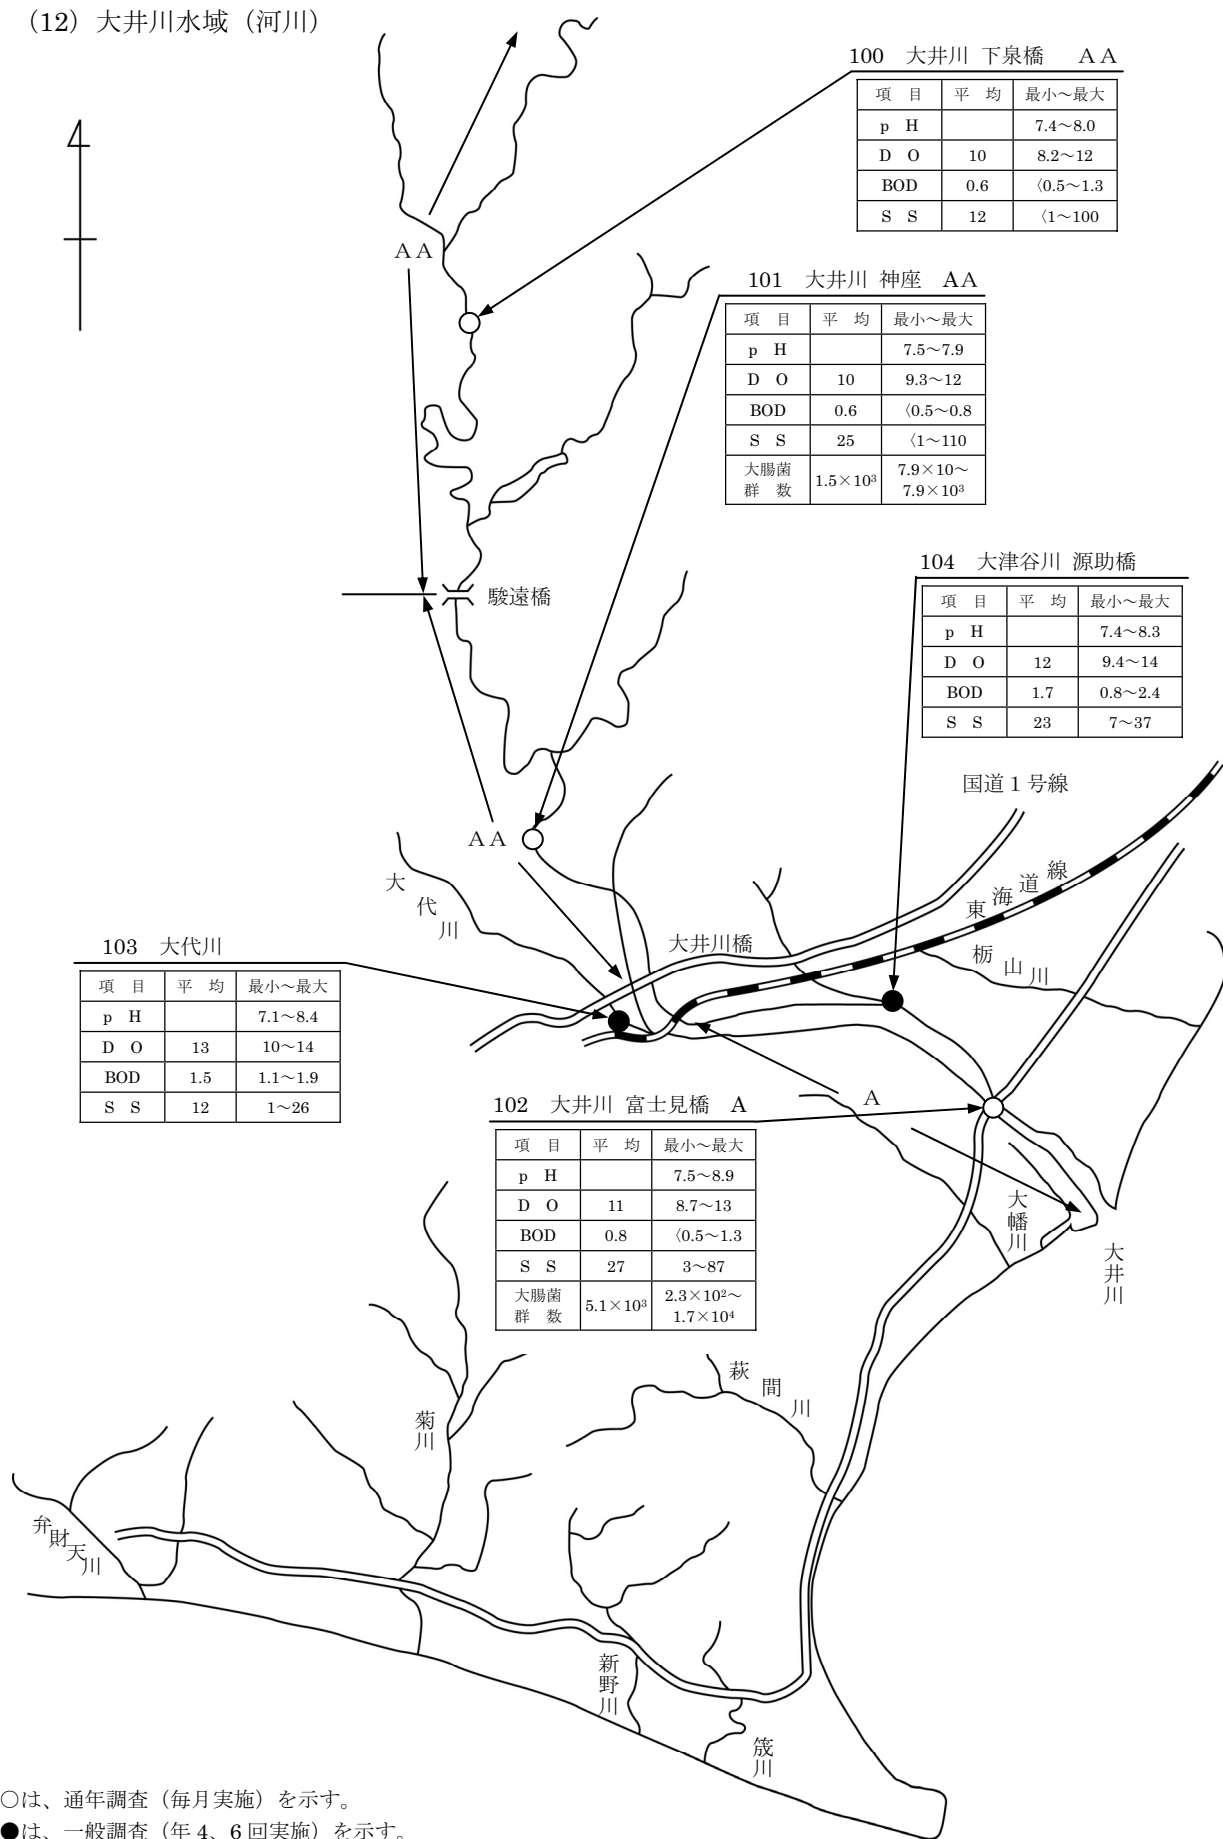 (12) 大井川水域（河川）
100 大井川 下泉橋 ＡＡ
項 目 平 均 最小～最大
ｐ Ｈ 7.4～8.0
Ｄ Ｏ 10 8.2～12
BOD 0.6 〈0.5～1.3
Ｓ Ｓ 12 〈1～100
ＡＡ
101 大井川 神座 AA
項 目 平 均 最小～最大
ｐ Ｈ 7.5～7.9
Ｄ Ｏ 10 9.3～12
BOD 0.6 〈0.5～0.8
Ｓ Ｓ 25 〈1～110
大腸菌
群 数 1.5×10³ 7.9×10～
7.9×10³
駿遠橋
104 大津谷川 源助橋
項 目 平 均 最小～最大
ｐ Ｈ 7.4～8.3
Ｄ Ｏ 12 9.4～14
BOD 1.7 0.8～2.4
Ｓ Ｓ 23 7～37
国道１号線
ＡＡ
東海道線
大代川
大井川橋
栃山川
103 大代川
項 目 平 均 最小～最大
ｐ Ｈ 7.1～8.4
Ｄ Ｏ 13 10～14
BOD 1.5 1.1～1.9
Ｓ Ｓ 12 1～26
102 大井川 富士見橋 A
項 目 平 均 最小～最大
ｐ Ｈ 7.5～8.9
Ｄ Ｏ 11 8.7～13
BOD 0.8 〈0.5～1.3
Ｓ Ｓ 27 3～87
大腸菌
群 数 5.1×10³ 2.3×10²～
1.7×10⁴
A
大幡川
大井川
萩間川
菊川
弁財天川
新野川
筬川
○は、通年調査（毎月実施）を示す。
●は、一般調査（年 4、6 回実施）を示す。